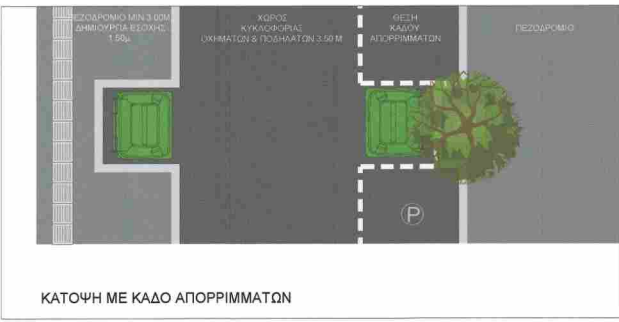 ΠΕΖΟΔΡΟΜΙΟ MIN 3.00M
ΔΗΜΙΟΥΡΓΙΑ ΕΣΟΧΗΣ
1.50μ
ΧΩΡΟΣ
ΚΥΚΛΟΦΟΡΙΑΣ
ΟΧΗΜΑΤΩΝ & ΠΟΔΗΛΑΤΩΝ 3.50 Μ
ΘΕΣΗ
ΚΑΔΟΥ
ΑΠΟΡΡΙΜΜΑΤΩΝ
ΠΕΖΟΔΡΟΜΙΟ
P
ΚΑΤΟΨΗ ΜΕ ΚΑΔΟ ΑΠΟΡΡΙΜΜΑΤΩΝ